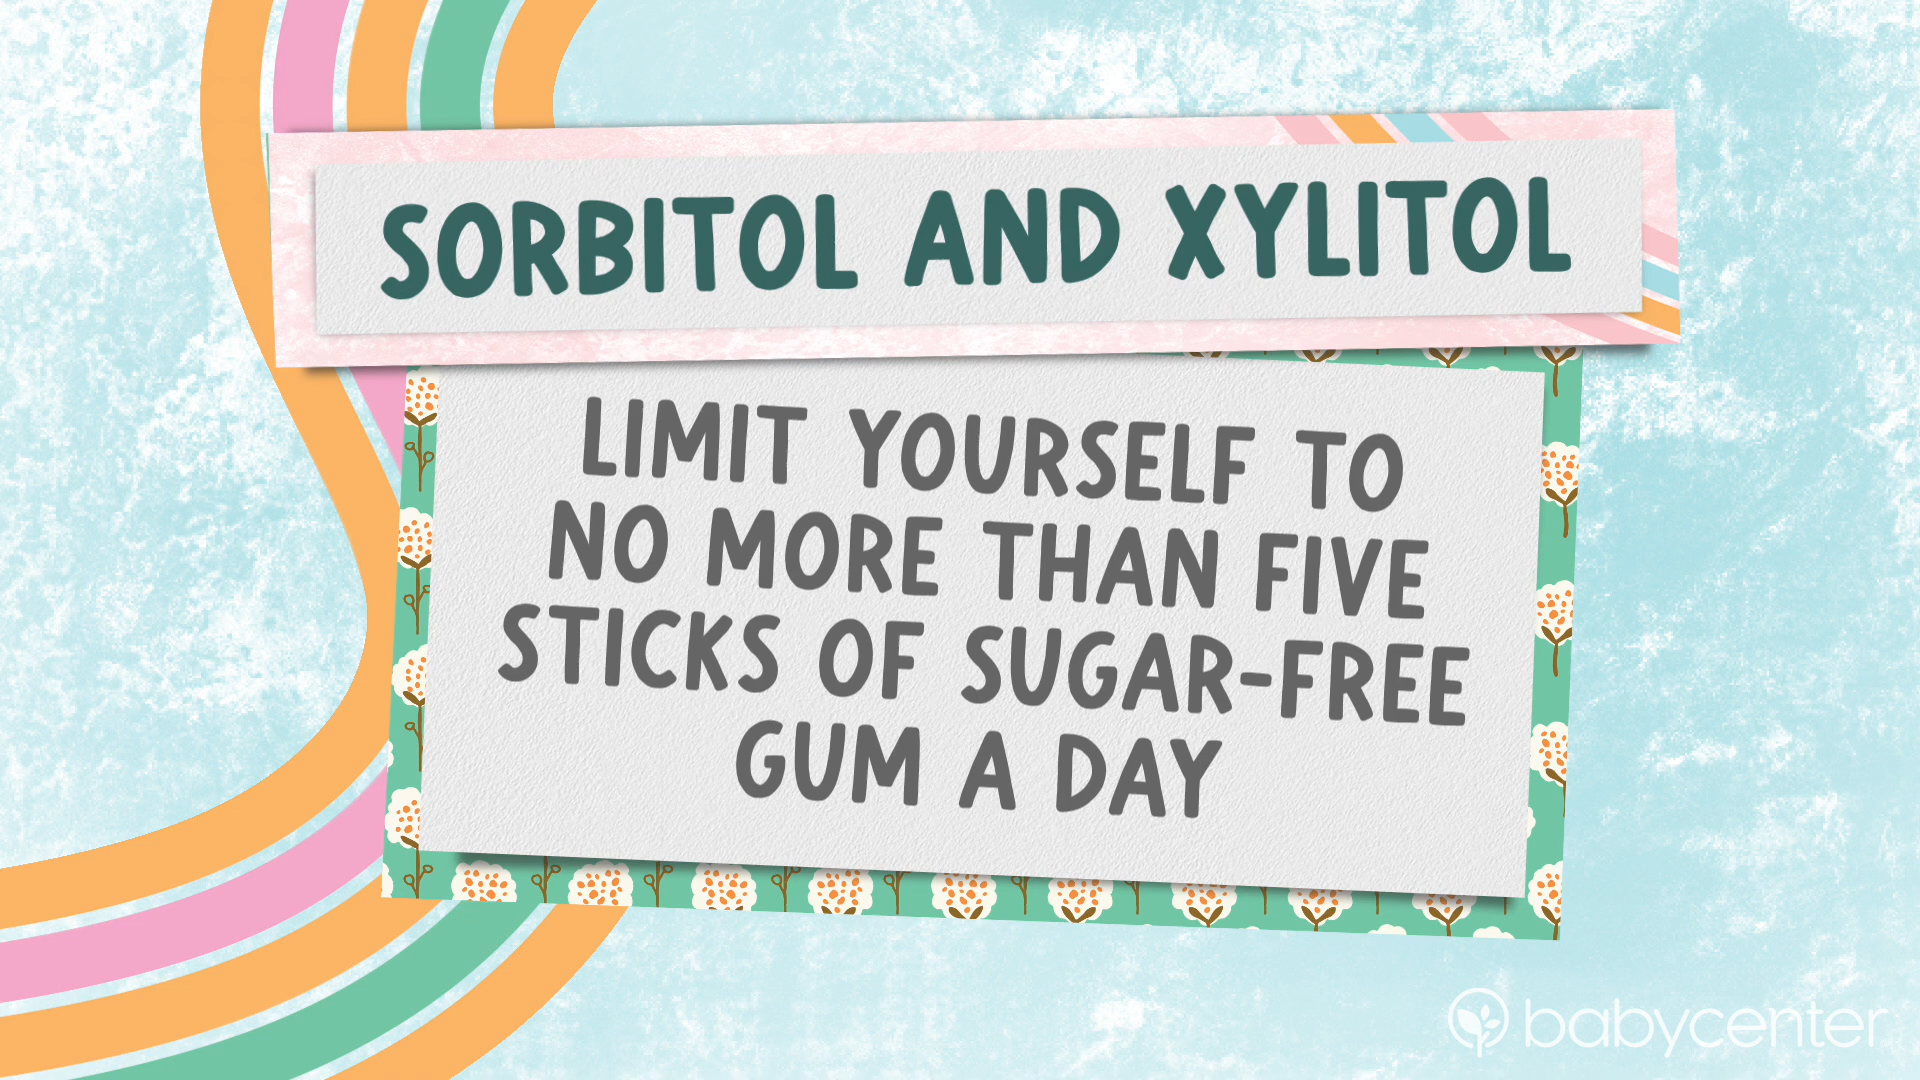 SORBITOL AND XYLITOL
LIMIT YOURSELF TO
NO MORE THAN FIVE
STICKS OF SUGAR-FREE
GUM A DAY
babycenter